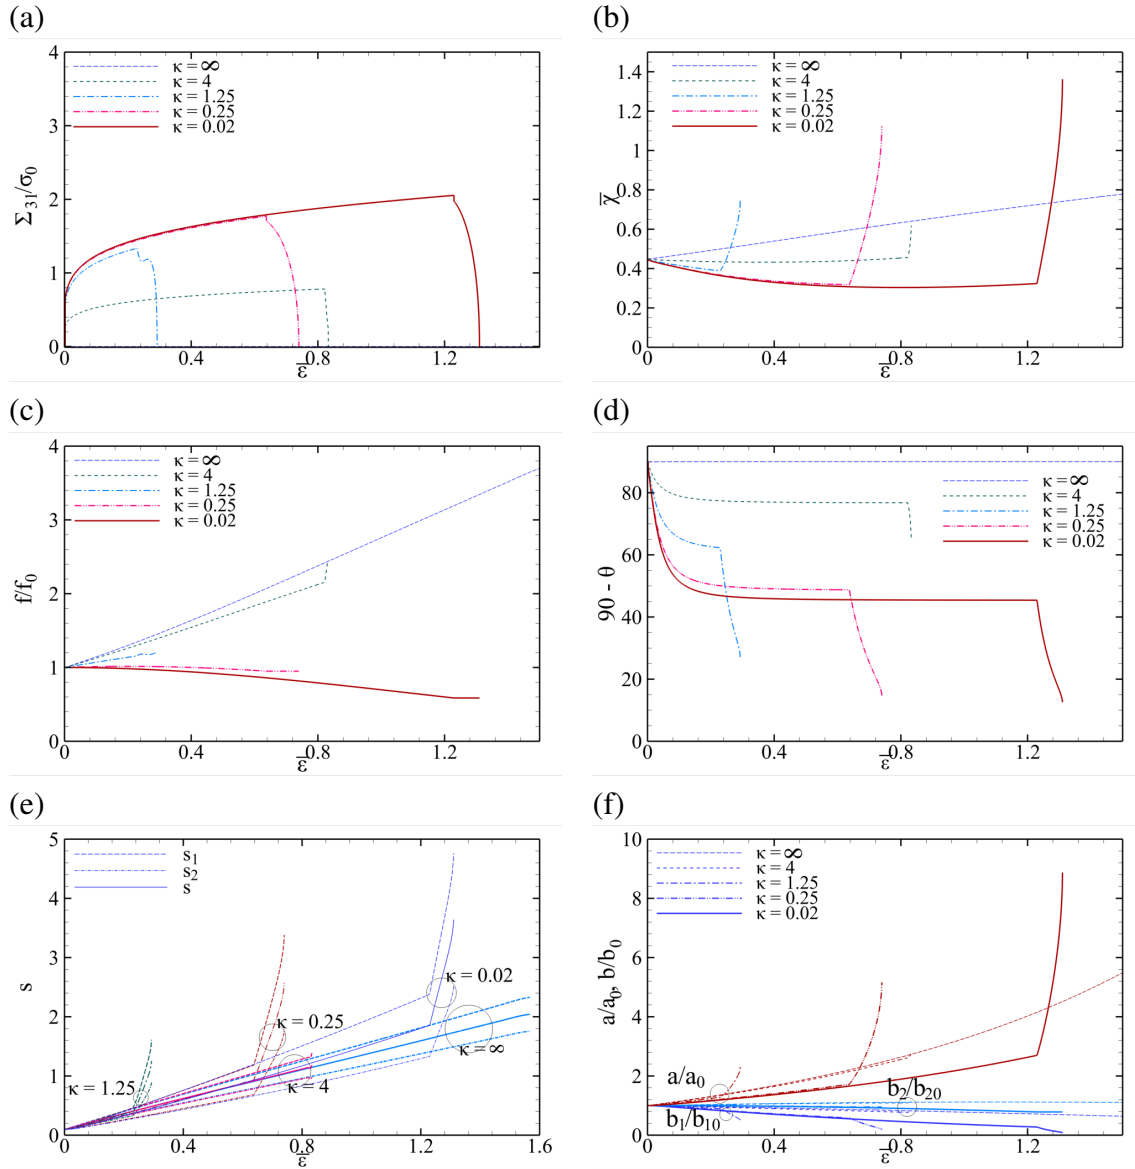 (a)
4
3
2
1
0
Σ31/σ0
κ = ∞
κ = 4
κ = 1.25
κ = 0.25
κ = 0.02
0 0.4 0.8 1.2
ε̅
(b)
1.4
1.2
1
0.8
0.6
0.4
0.2
0
χ̅
κ = ∞
κ = 4
κ = 1.25
κ = 0.25
κ = 0.02
0 0.4 0.8 1.2
ε̅
(c)
4
3
2
1
0
f/f0
κ = ∞
κ = 4
κ = 1.25
κ = 0.25
κ = 0.02
0 0.4 0.8 1.2 1.6
ε̅
(d)
80
60
40
20
0
90 - θ
κ = ∞
κ = 4
κ = 1.25
κ = 0.25
κ = 0.02
0 0.4 0.8 1.2
ε̅
(e)
5
4
3
2
1
0
s
s1
s2
s
κ = 0.02
κ = 0.25
κ = ∞
κ = 4
κ = 1.25
0 0.4 0.8 1.2 1.6
ε̅
(f)
10
8
6
4
2
0
a/a0, b/b0
κ = ∞
κ = 4
κ = 1.25
κ = 0.25
κ = 0.02
a/a0
b2/b20
b1/b10
0 0.4 0.8 1.2
ε̅